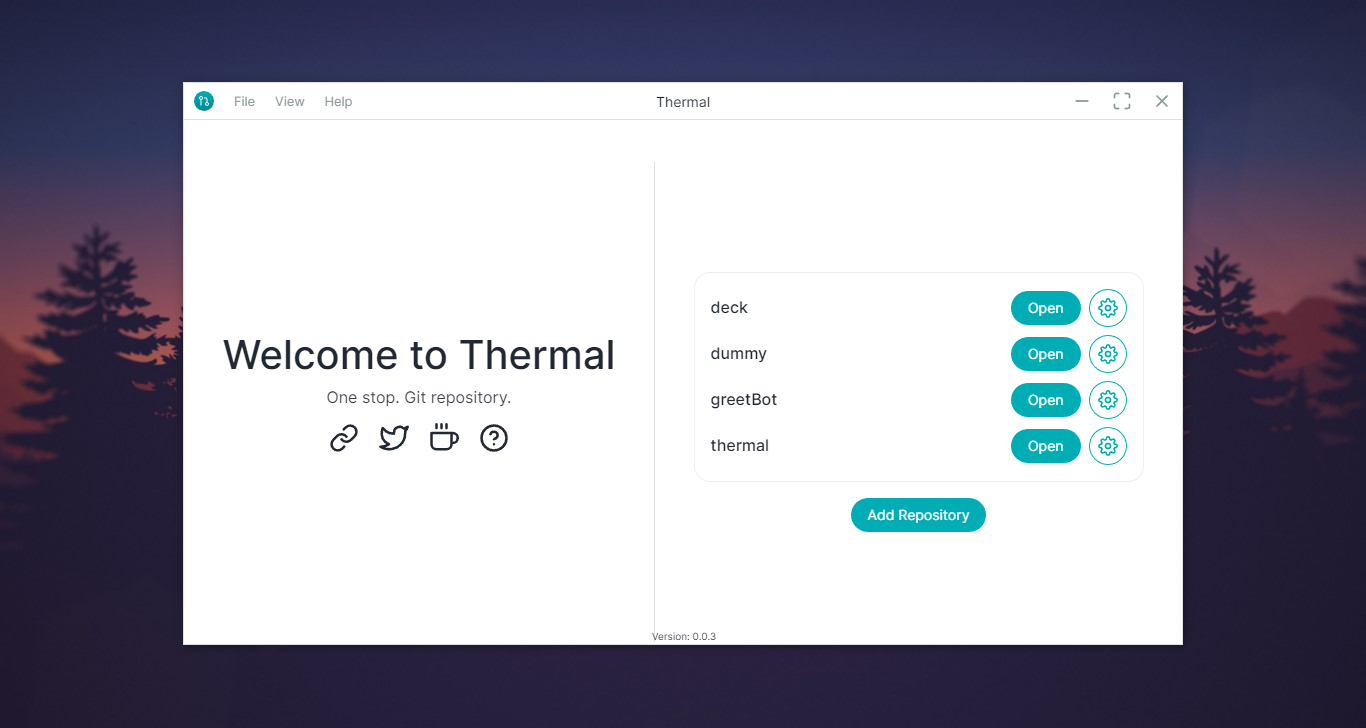 File View Help
Thermal
Welcome to Thermal
One stop. Git repository.
deck
Open
dummy
Open
greetBot
Open
thermal
Open
Add Repository
Version: 0.0.3